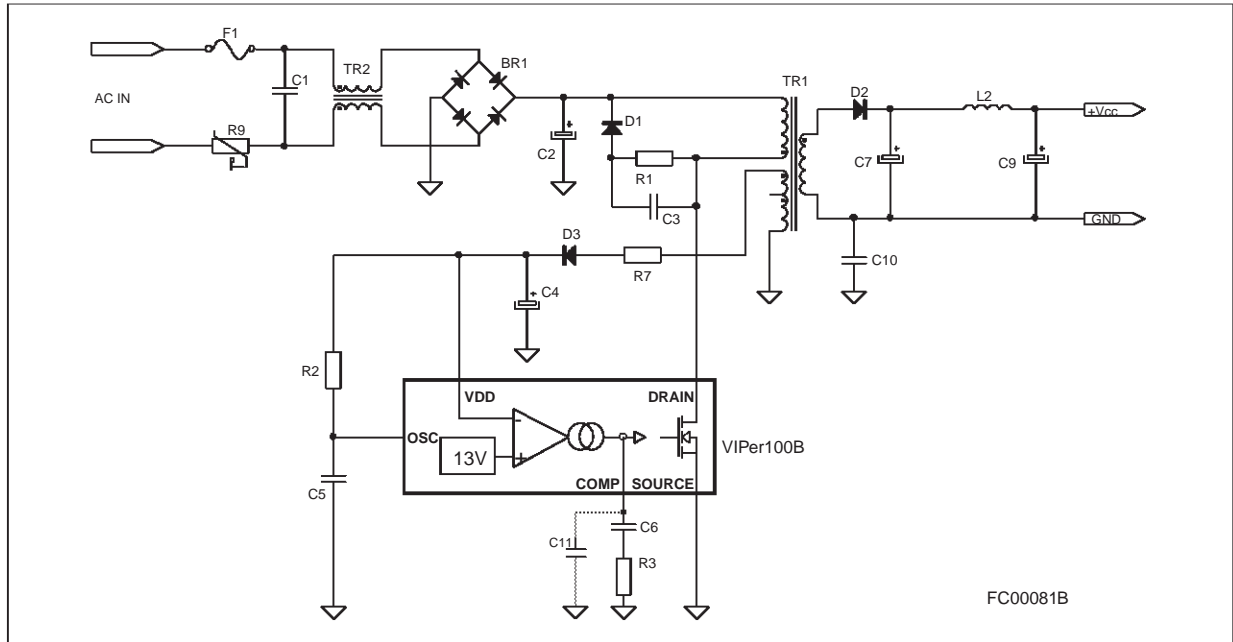 F1
BR1
TR2
C1
AC IN
R9
TR1
D2
L2
+Vcc
D1
C2
R1
C7
C9
C3
GND
D3
R7
C10
C4
R2
VDD
DRAIN
OSC
-
13V
+
VIPer100B
COMP
SOURCE
C5
C6
C11
R3
FC00081B
+
+
+
+